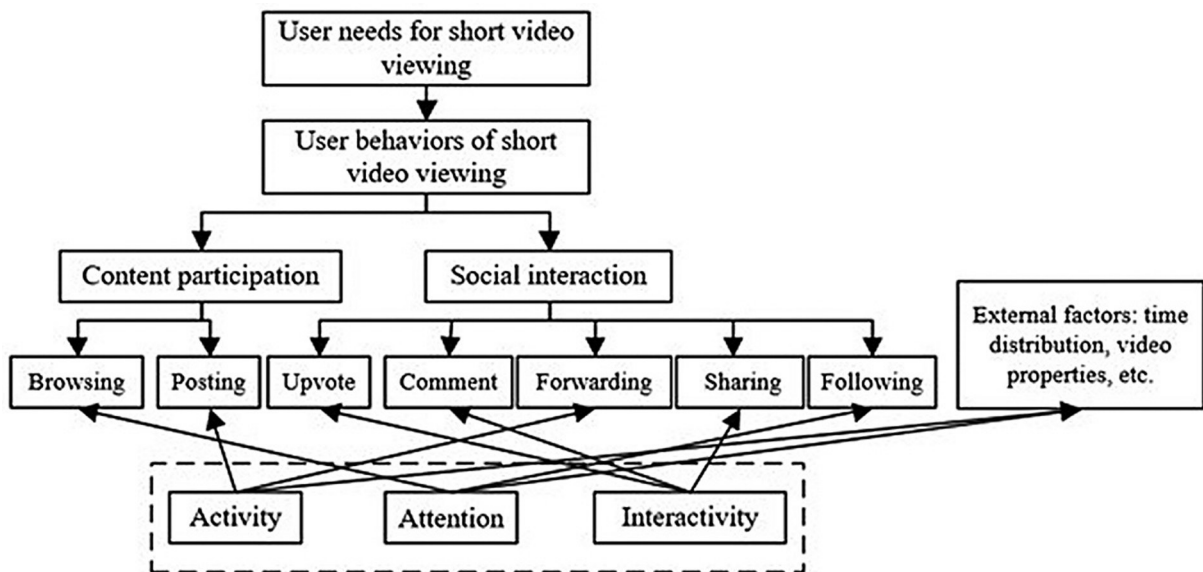 User needs for short video
viewing
User behaviors of short
video viewing
Content participation
Social interaction
External factors: time
distribution, video
properties, etc.
Browsing
Posting
Upvote
Comment
Forwarding
Sharing
Following
Activity
Attention
Interactivity